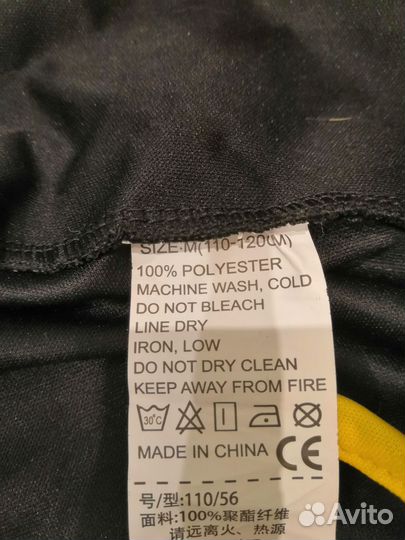 SIZE:M(110-120CM)
100% POLYESTER
MACHINE WASH, COLD
DO NOT BLEACH
LINE DRY
IRON, LOW
DO NOT DRY CLEAN
KEEP AWAY FROM FIRE
30°C
MADE IN CHINA CE
号/型:110/56
面料:100%聚酯纤维
请远离火、热源
Avito